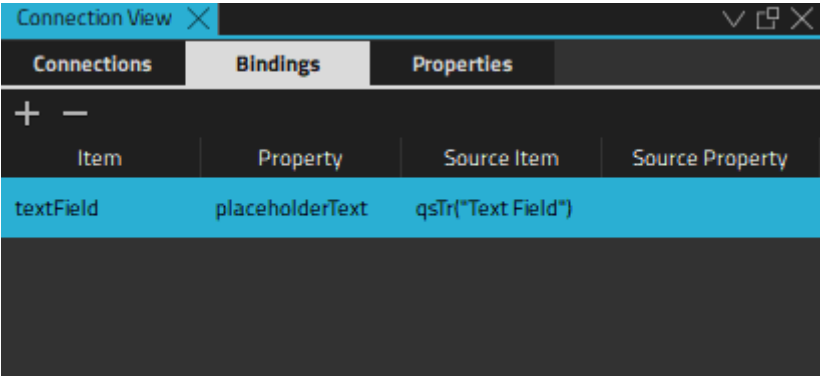 Connection View
Connections Bindings Properties
Item Property Source Item Source Property
textField placeholderText qsTr("Text Field")